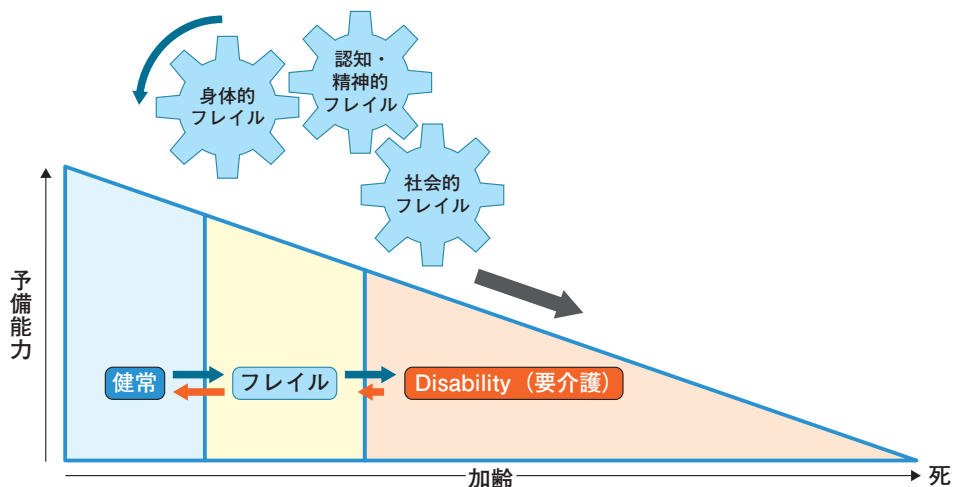 身体的
フレイル
認知・
精神的
フレイル
社会的
フレイル
予備能力
健常
フレイル
Disability（要介護）
加齢
死